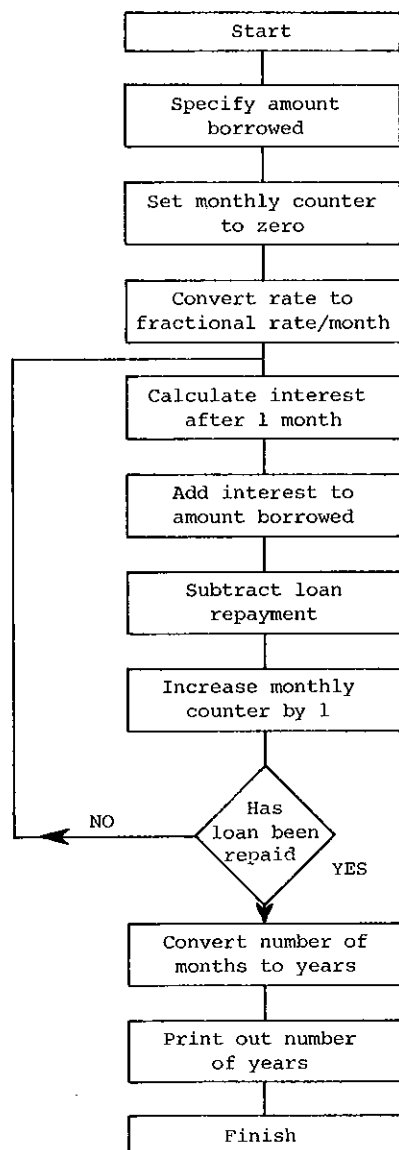 Start
Specify amount
borrowed
Set monthly counter
to zero
Convert rate to
fractional rate/month
Calculate interest
after 1 month
Add interest to
amount borrowed
Subtract loan
repayment
Increase monthly
counter by 1
Has
loan been
repaid
NO
YES
Convert number of
months to years
Print out number
of years
Finish